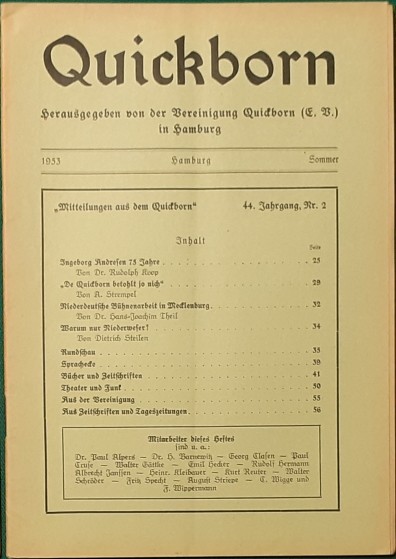 Quickborn
Herausgegeben von der Vereinigung Quickborn (E. V.)
in Hamburg
1953 Hamburg Sommer
„Mitteilungen aus dem Quickborn“ 44. Jahrgang, Nr. 2
Inhalt
Seite
Ingeborg Andresen 75 Jahre 25
Von Dr. Rudolph Koop
„De Quickborn betohlt jo nich“ 28
Von A. Strempel
Niederdeutsche Bühnenarbeit in Mecklenburg 32
Von Dr. Hans-Joachim Theil
Warum nur Niederweser? 34
Von Dietrich Steilen
Rundschau 35
Sprachecke 39
Bücher und Zeitschriften 41
Theater und Funk 50
Aus der Vereinigung 55
Aus Zeitschriften und Tageszeitungen 56
Mitarbeiter dieses Heftes
sind u. a.:
Dr. Paul Alpers — Dr. H. Barnewitz — Georg Clasen — Paul
Cruse — Walter Gättke — Emil Hecker — Rudolf Hermann
Albrecht Janssen — Heinr. Kleibauer — Kurt Reuter — Walter
Schröder — Fritz Specht — August Striepe — C. Wigge und
F. Wippermann